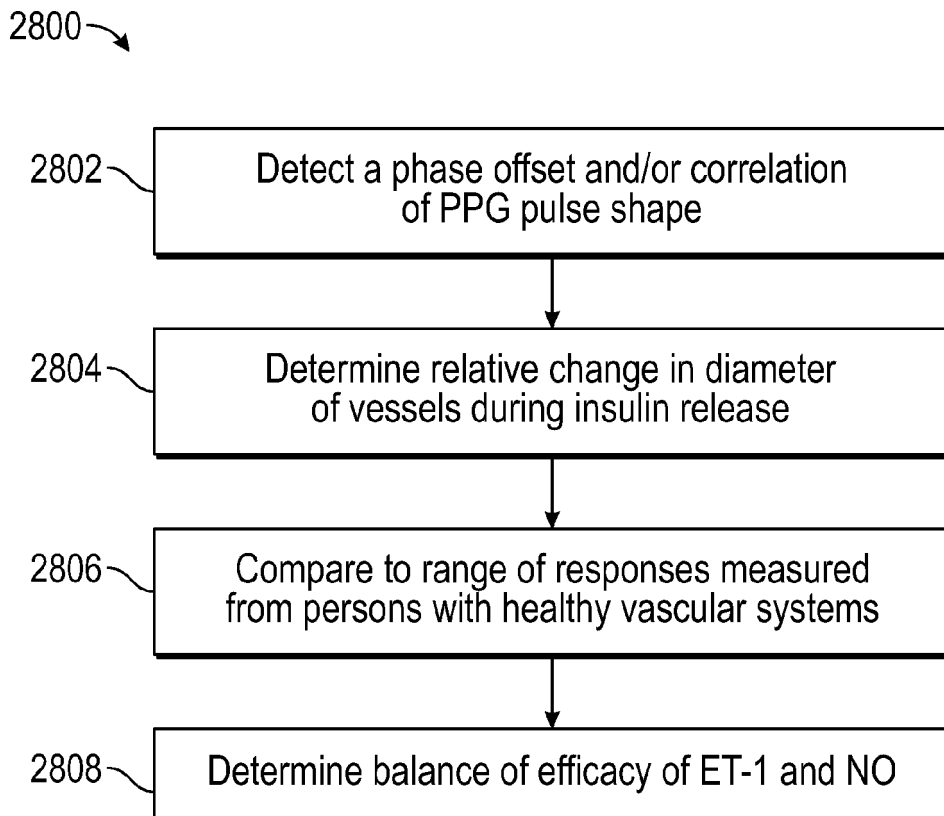 2800
2802
Detect a phase offset and/or correlation
of PPG pulse shape
2804
Determine relative change in diameter
of vessels during insulin release
2806
Compare to range of responses measured
from persons with healthy vascular systems
2808
Determine balance of efficacy of ET-1 and NO